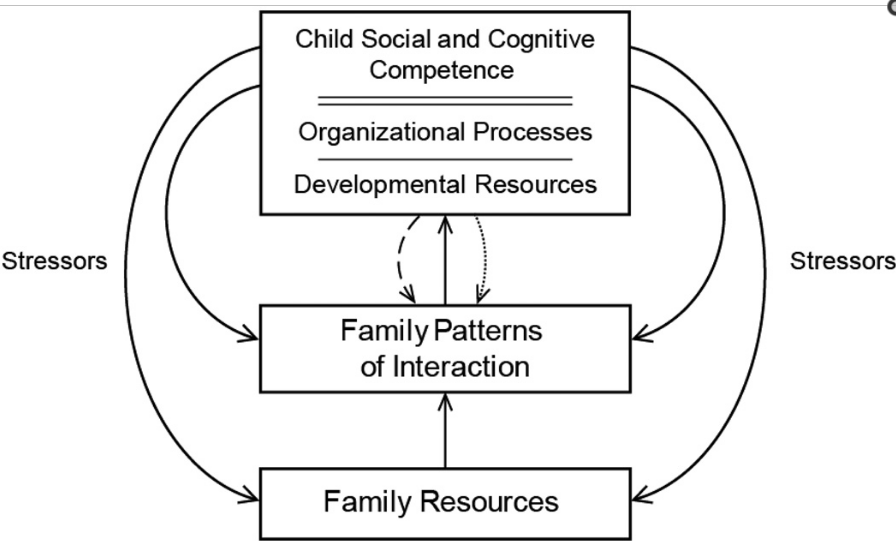 Child Social and Cognitive
Competence
Organizational Processes
Developmental Resources
Stressors
Stressors
Family Patterns
of Interaction
Family Resources